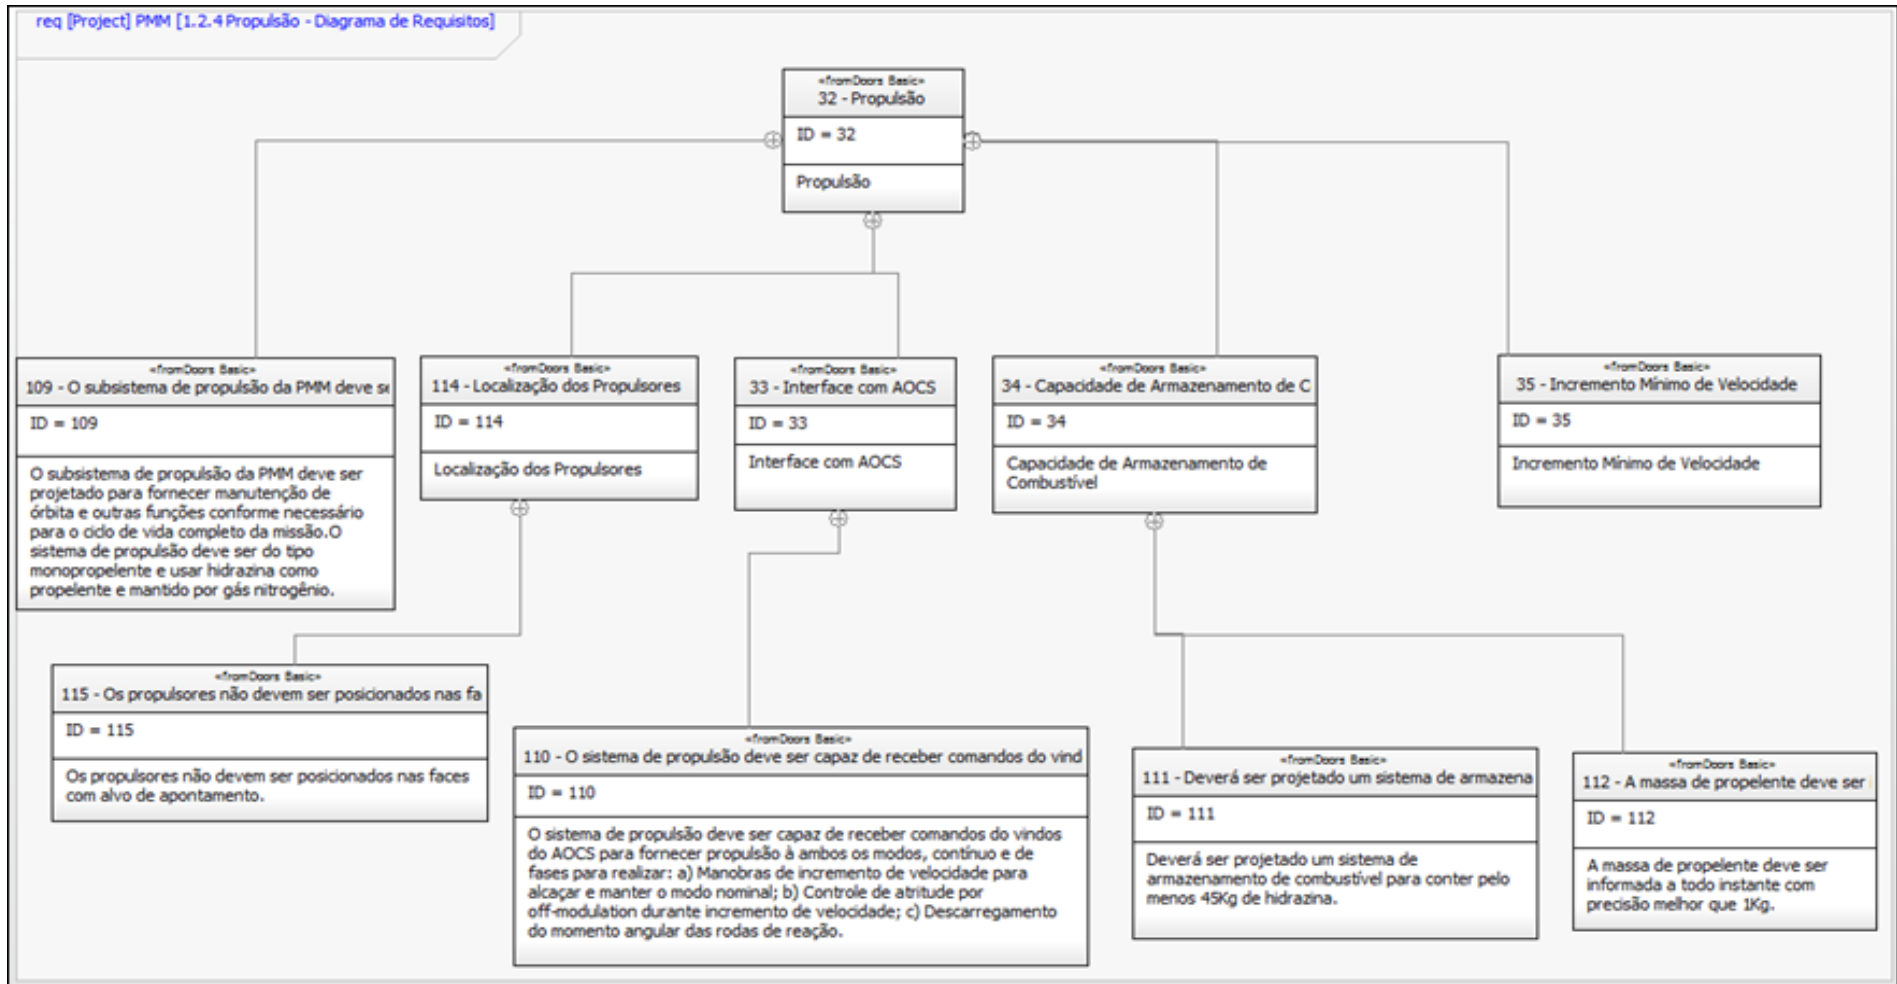 req [Project] PMM [1.2.4 Propulsão - Diagrama de Requisitos]
«fromDoors Basic»
32 - Propulsão
ID = 32
Propulsão
«fromDoors Basic»
109 - O subsistema de propulsão da PMM deve se
ID = 109
O subsistema de propulsão da PMM deve ser
projetado para fornecer manutenção de
órbita e outras funções conforme necessário
para o ciclo de vida completo da missão.O
sistema de propulsão deve ser do tipo
monopropelente e usar hidrazina como
propelente e mantido por gás nitrogênio.
«fromDoors Basic»
114 - Localização dos Propulsores
ID = 114
Localização dos Propulsores
«fromDoors Basic»
33 - Interface com AOCS
ID = 33
Interface com AOCS
«fromDoors Basic»
34 - Capacidade de Armazenamento de C
ID = 34
Capacidade de Armazenamento de
Combustível
«fromDoors Basic»
35 - Incremento Mínimo de Velocidade
ID = 35
Incremento Mínimo de Velocidade
«fromDoors Basic»
115 - Os propulsores não devem ser posicionados nas fa
ID = 115
Os propulsores não devem ser posicionados nas faces
com alvo de apontamento.
«fromDoors Basic»
110 - O sistema de propulsão deve ser capaz de receber comandos do vind
ID = 110
O sistema de propulsão deve ser capaz de receber comandos do vindos
do AOCS para fornecer propulsão à ambos os modos, contínuo e de
fases para realizar: a) Manobras de incremento de velocidade para
alcaçar e manter o modo nominal; b) Controle de atritude por
off-modulation durante incremento de velocidade; c) Descarregamento
do momento angular das rodas de reação.
«fromDoors Basic»
111 - Deverá ser projetado um sistema de armazena
ID = 111
Deverá ser projetado um sistema de
armazenamento de combustível para conter pelo
menos 45Kg de hidrazina.
«fromDoors Basic»
112 - A massa de propelente deve ser
ID = 112
A massa de propelente deve ser
informada a todo instante com
precisão melhor que 1Kg.